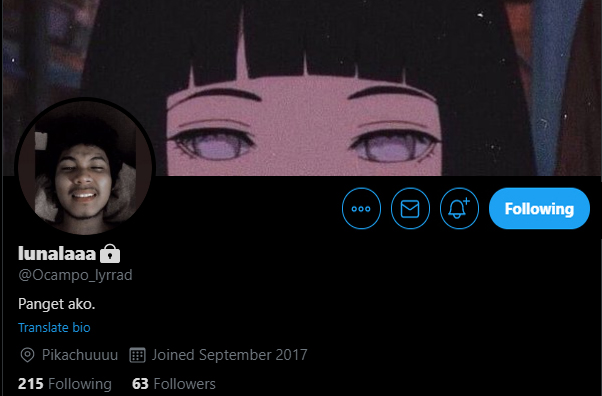 Following
lunalaaa
@Ocampo_lyrrad
Panget ako.
Translate bio
Pikachuuuu Joined September 2017
215 Following 63 Followers